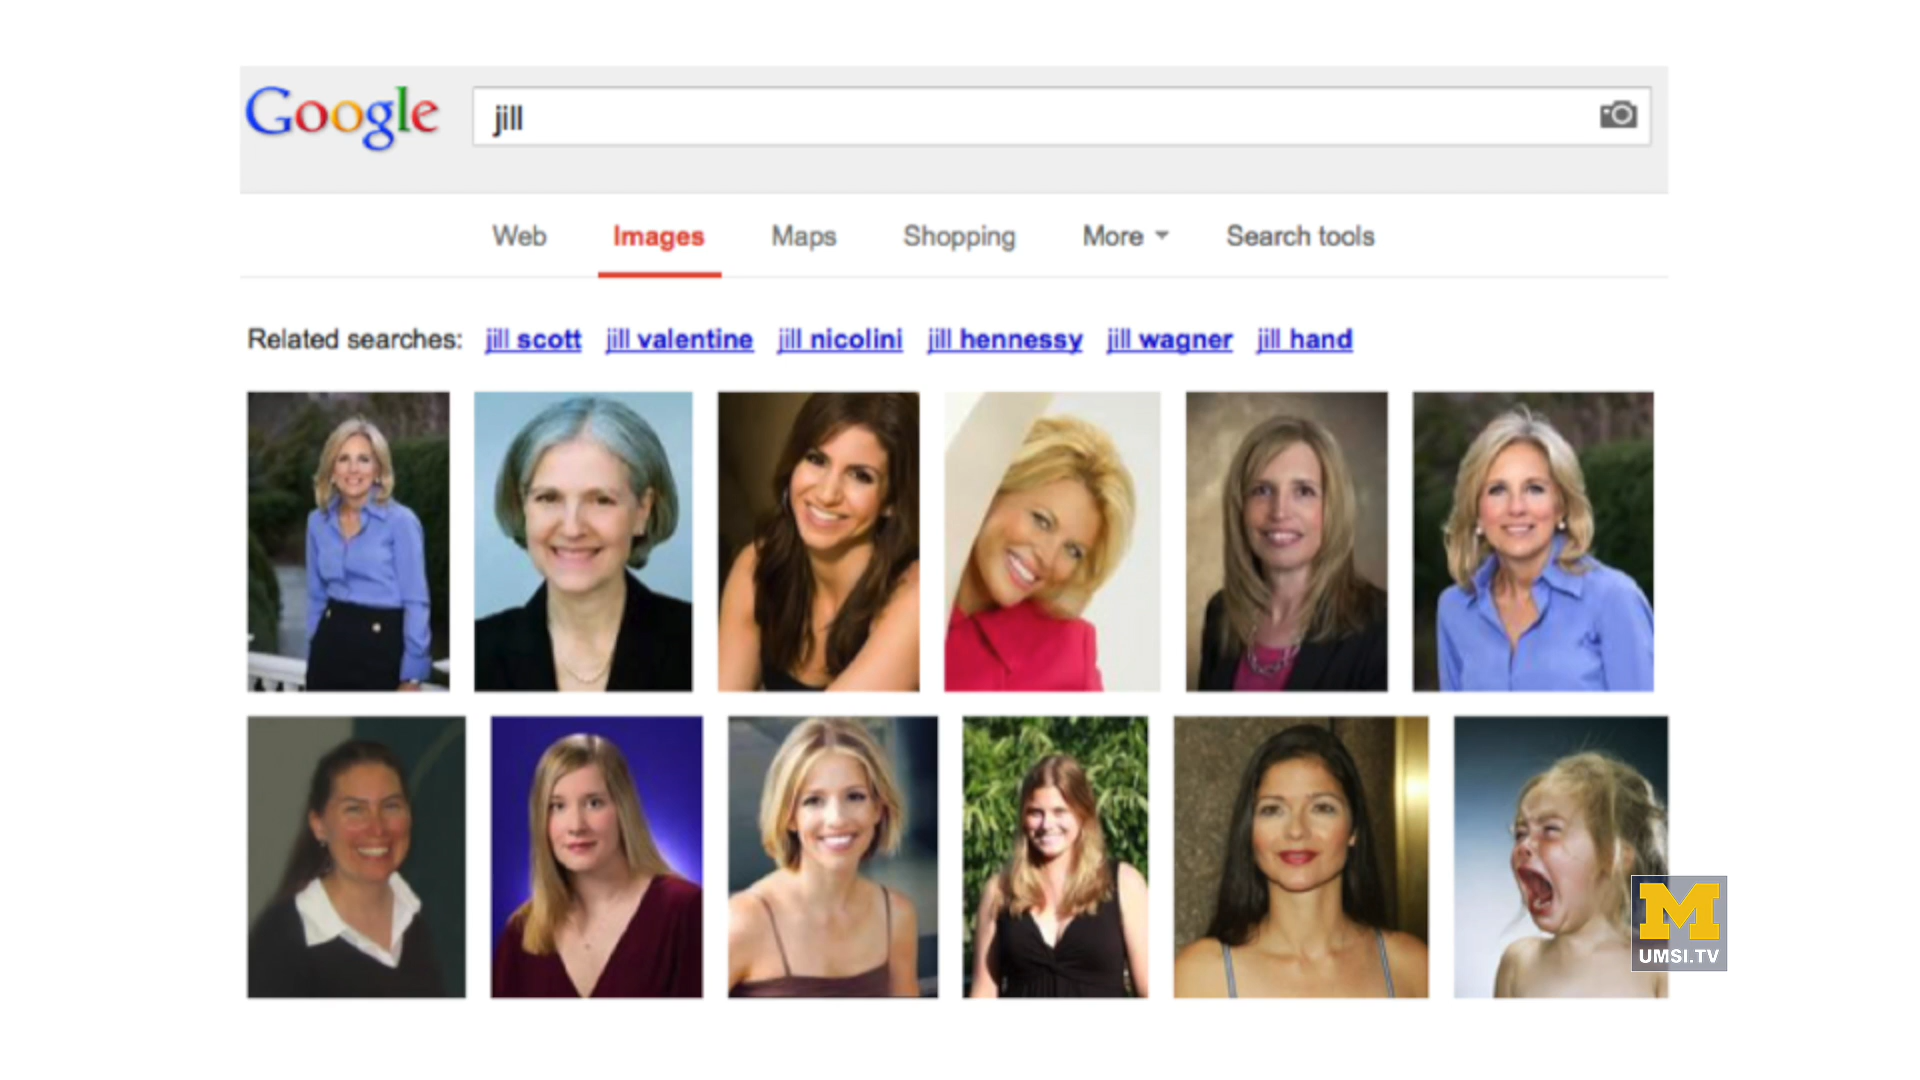 Google
jill
Web Images Maps Shopping More Search tools
Related searches: jill scott jill valentine jill nicolini jill hennessy jill wagner jill hand
M
UMSI.TV